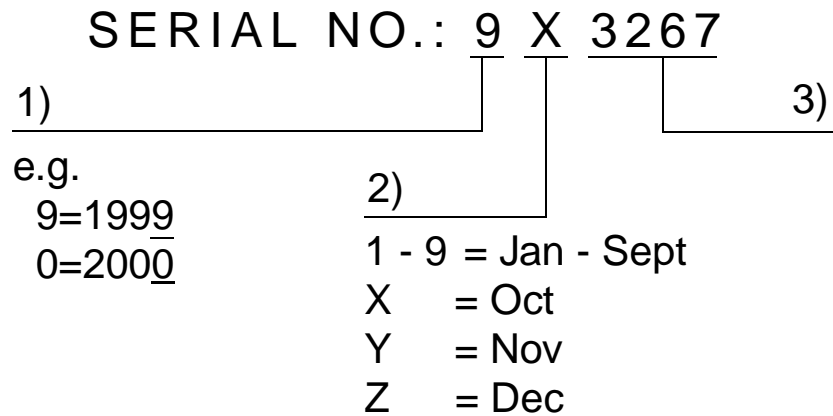 SERIAL NO.: 9 X 3267
1)
3)
e.g.
9=1999
0=2000
2)
1 - 9 = Jan - Sept
X = Oct
Y = Nov
Z = Dec